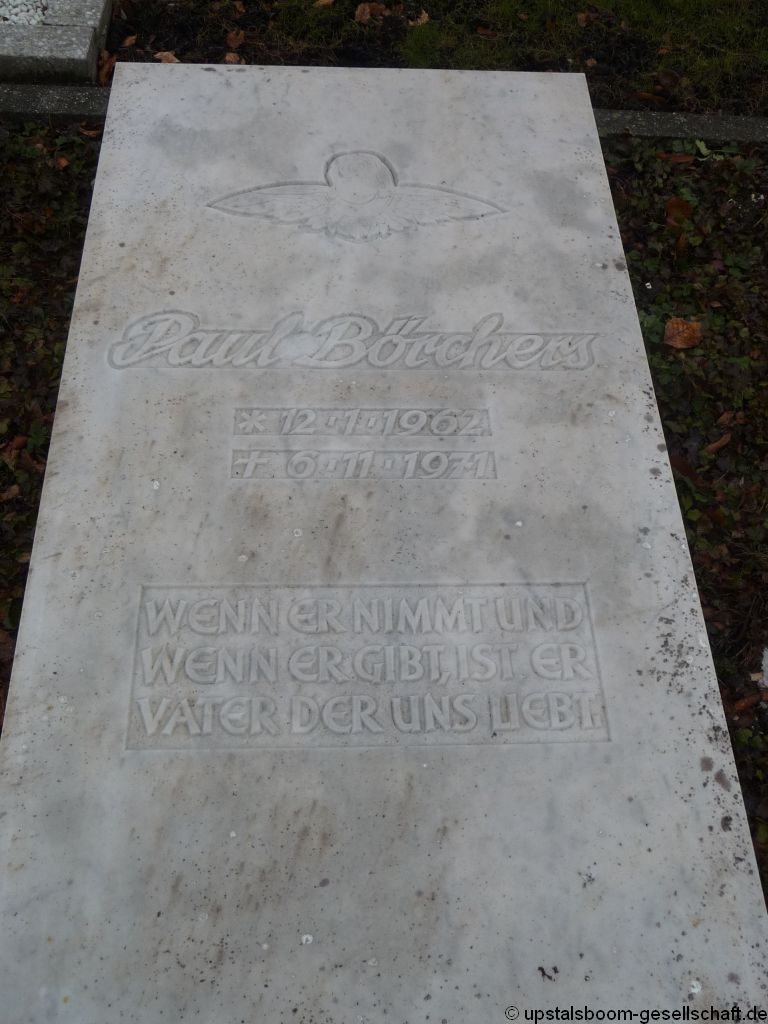 Paul Börchers
* 12·1·1962
+ 6·11·1971
WENN ER NIMMT UND
WENN ER GIBT, IST ER
VATER DER UNS LIEBT.
© upstalsboom-gesellschaft.de